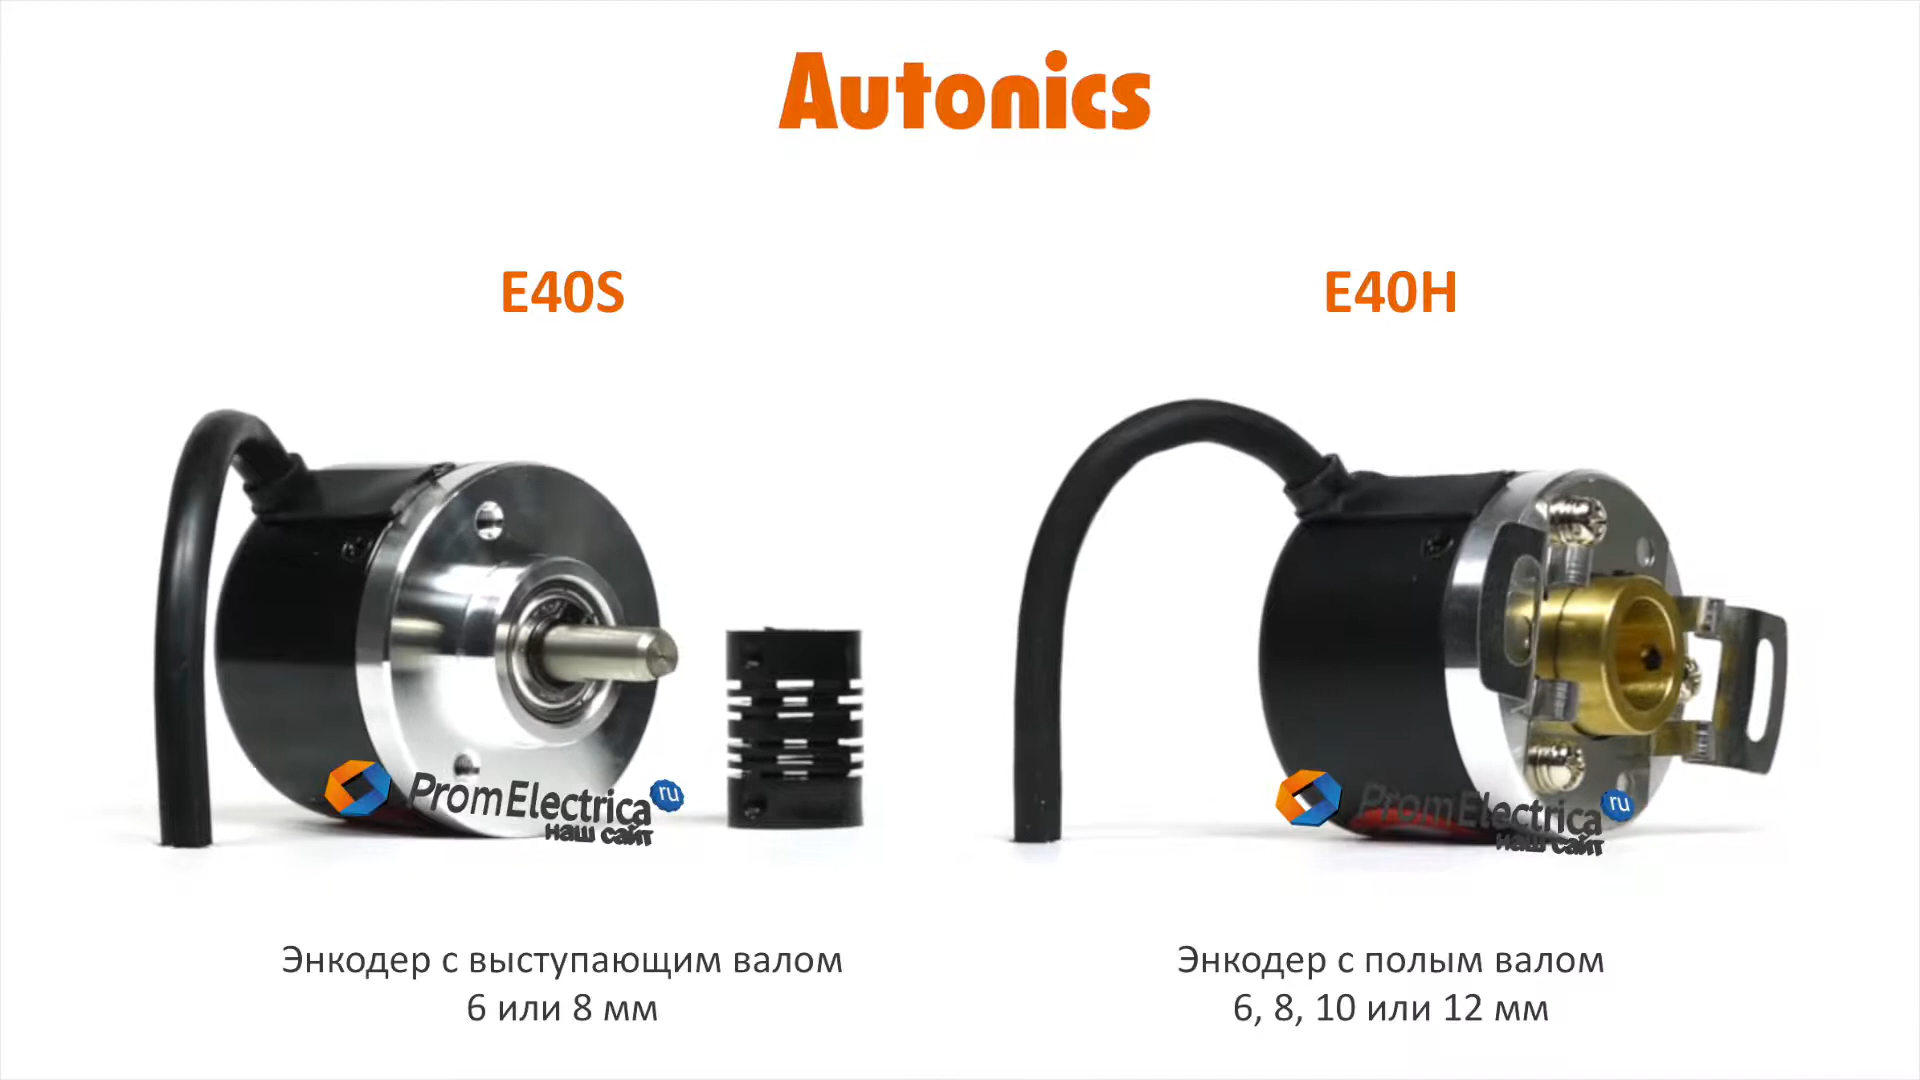 Autonics
E40S
E40H
PromElectrica ru
наш сайт
PromElectrica ru
наш сайт
Энкодер с выступающим валом
6 или 8 мм
Энкодер с полым валом
6, 8, 10 или 12 мм